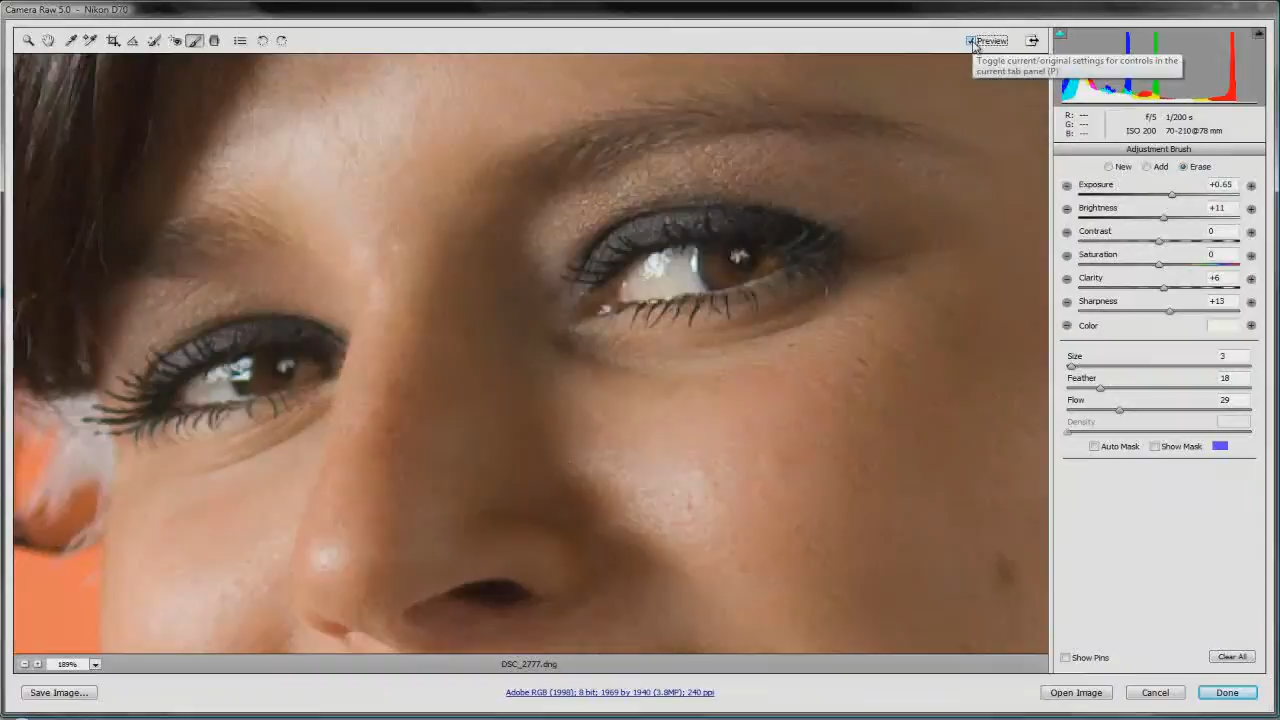 Camera Raw 5.0 - Nikon D70
Preview
Toggle current/original settings for controls in the
current tab panel (P)
R: ---
G: ---
B: ---
f/5 1/200 s
ISO 200 70-210@78 mm
Adjustment Brush
New Add Erase
Exposure +0.65
Brightness +11
Contrast 0
Saturation 0
Clarity +6
Sharpness +13
Color
Size 3
Feather 18
Flow 29
Density
Auto Mask Show Mask
Show Pins Clear All
189% DSC_2777.dng
Save Image... Adobe RGB (1998); 8 bit; 1969 by 1940 (3.8MP); 240 ppi Open Image Cancel Done